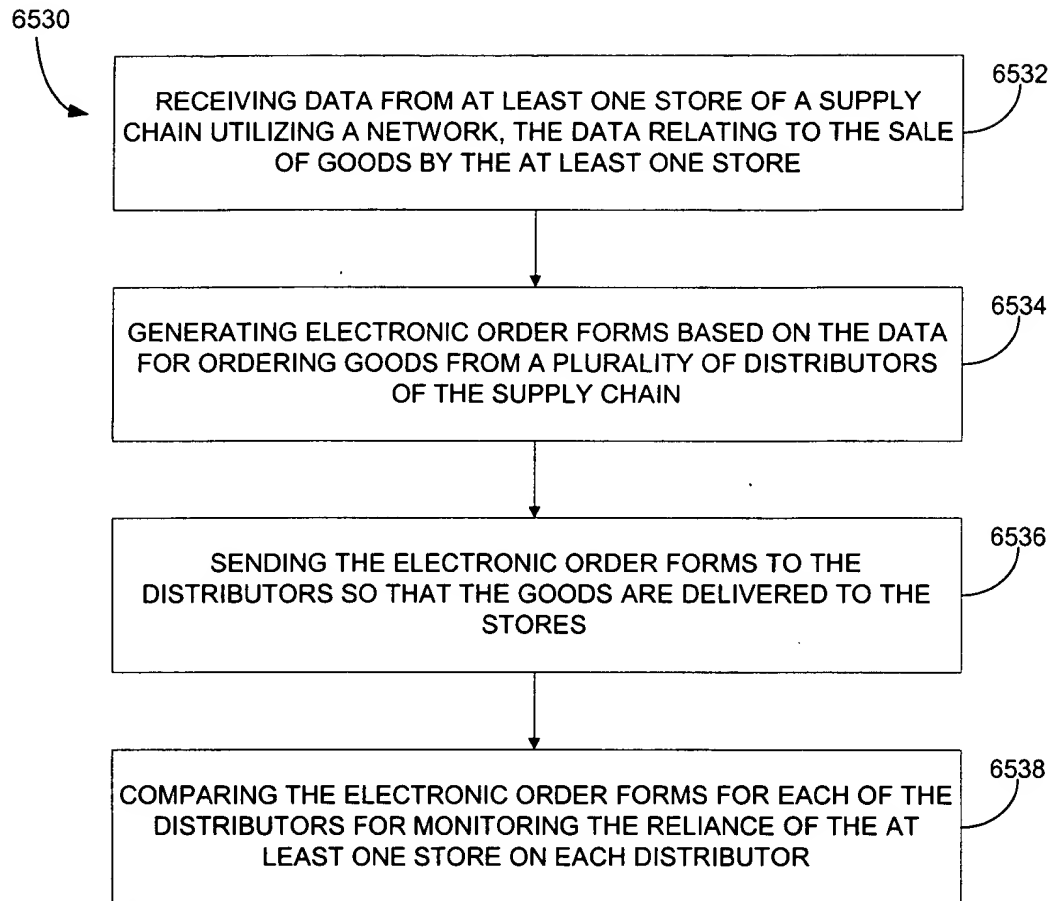 6530
6532
RECEIVING DATA FROM AT LEAST ONE STORE OF A SUPPLY
CHAIN UTILIZING A NETWORK, THE DATA RELATING TO THE SALE
OF GOODS BY THE AT LEAST ONE STORE
6534
GENERATING ELECTRONIC ORDER FORMS BASED ON THE DATA
FOR ORDERING GOODS FROM A PLURALITY OF DISTRIBUTORS
OF THE SUPPLY CHAIN
6536
SENDING THE ELECTRONIC ORDER FORMS TO THE
DISTRIBUTORS SO THAT THE GOODS ARE DELIVERED TO THE
STORES
6538
COMPARING THE ELECTRONIC ORDER FORMS FOR EACH OF THE
DISTRIBUTORS FOR MONITORING THE RELIANCE OF THE AT
LEAST ONE STORE ON EACH DISTRIBUTOR